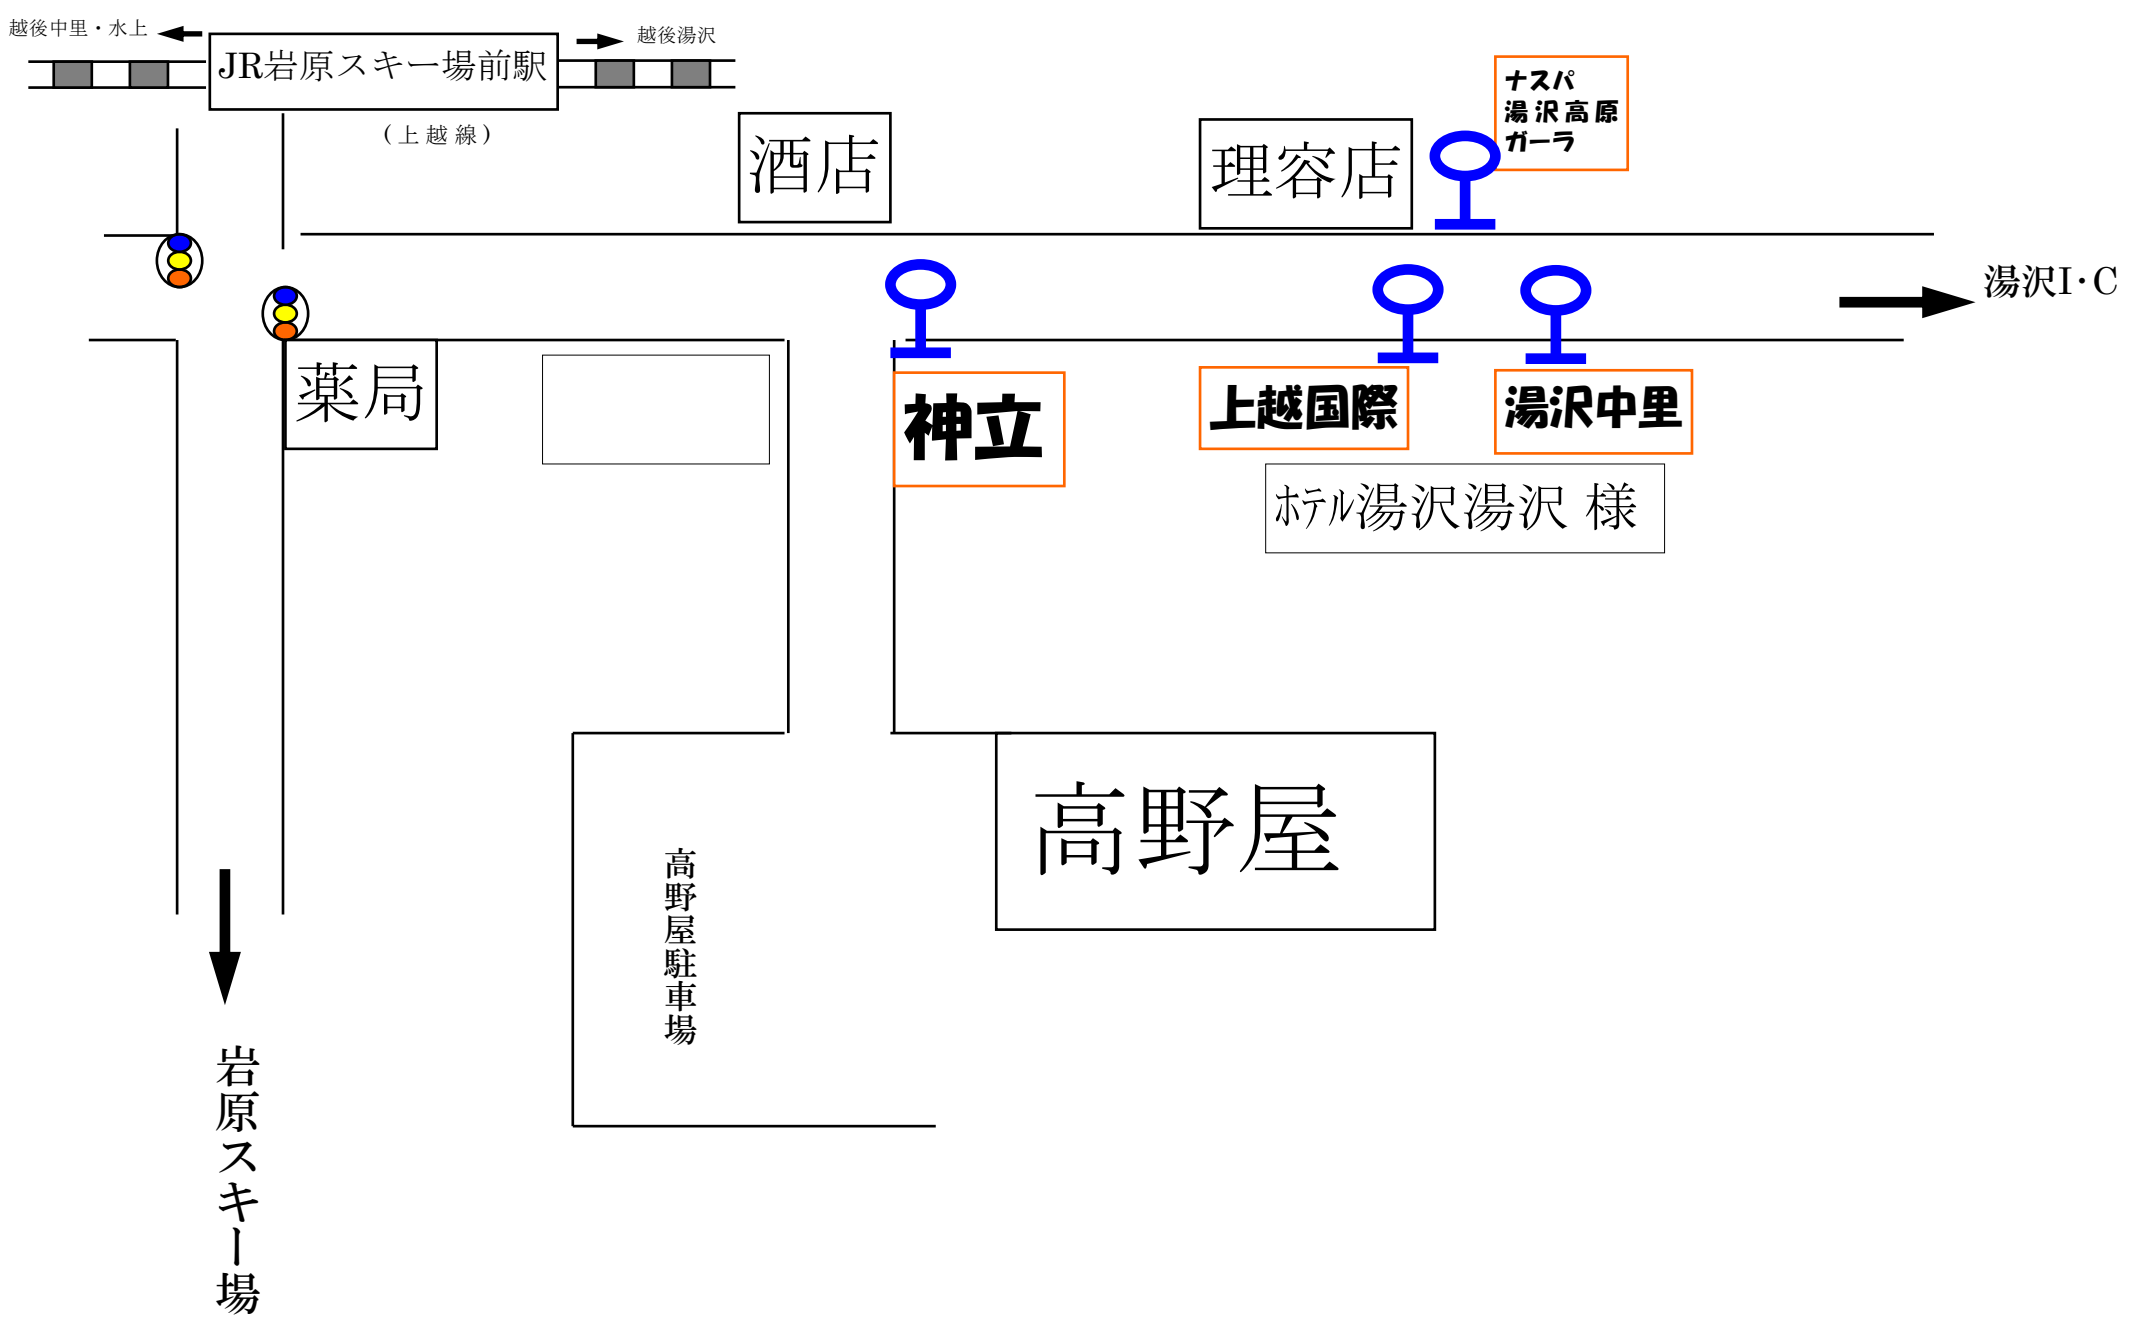 越後中里・水上
JR岩原スキー場前駅
越後湯沢
(上越線)
酒店
理容店
ナスパ
湯沢高原
ガーラ
湯沢I・C
薬局
神立
上越国際
湯沢中里
ﾎﾃﾙ湯沢湯沢 様
高野屋
高野屋駐車場
岩原スキー場